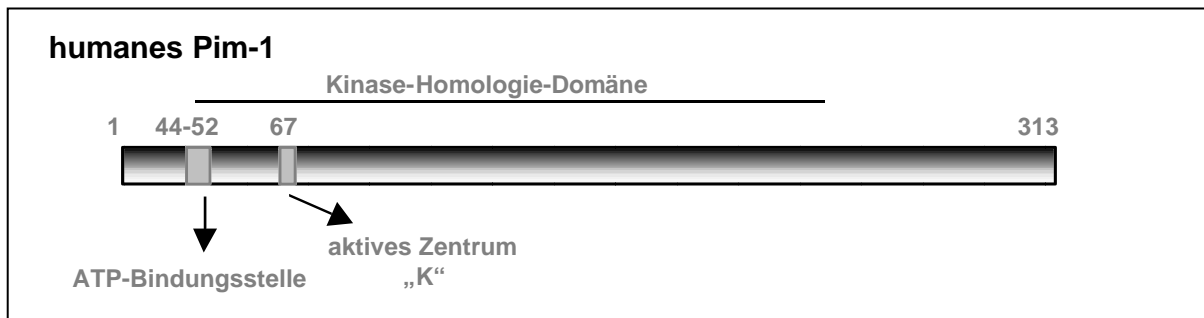 humanes Pim-1
Kinase-Homologie-Domäne
1 44-52 67 313
aktives Zentrum
„K“
ATP-Bindungsstelle